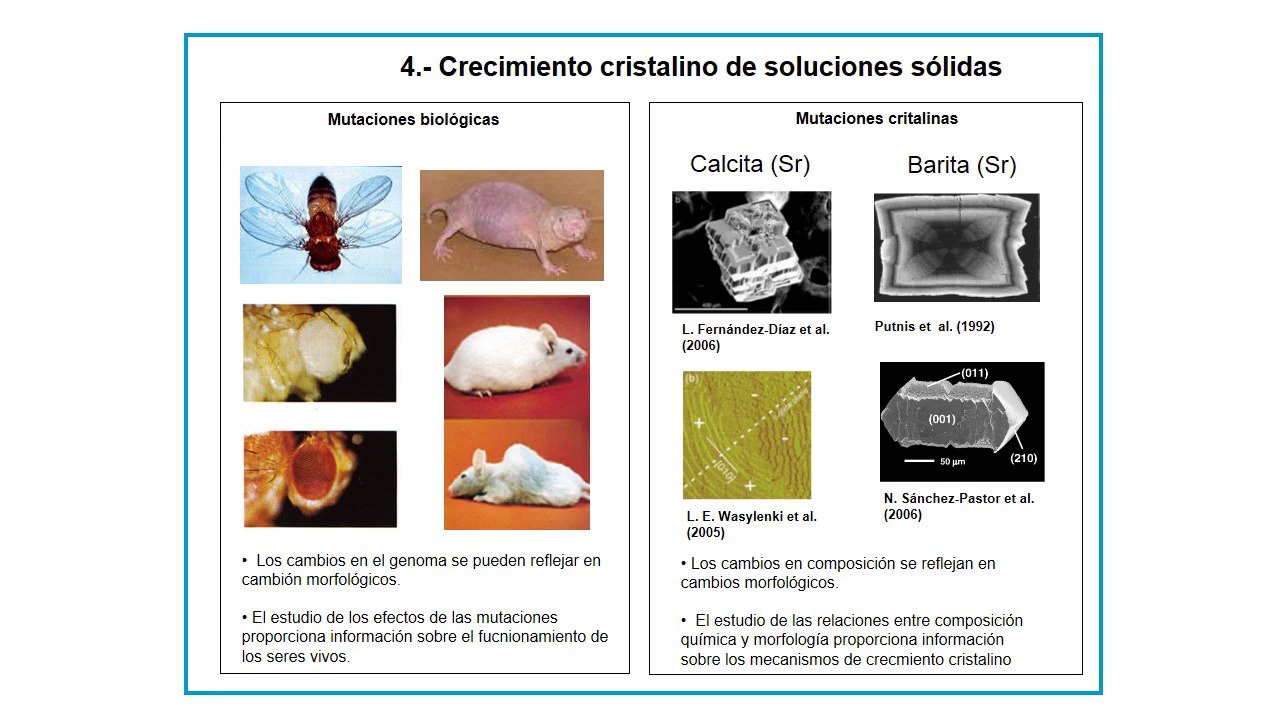 4.- Crecimiento cristalino de soluciones sólidas
Mutaciones biológicas
• Los cambios en el genoma se pueden reflejar en
cambión morfológicos.
• El estudio de los efectos de las mutaciones
proporciona información sobre el fucnionamiento de
los seres vivos.
Mutaciones critalinas
Calcita (Sr)
Barita (Sr)
b
400 µm
L. Fernández-Díaz et al.
(2006)
Putnis et al. (1992)
(b)
+
-
-
[010]
+
L. E. Wasylenki et al.
(2005)
(011)
(001)
50 µm
(210)
N. Sánchez-Pastor et al.
(2006)
• Los cambios en composición se reflejan en
cambios morfológicos.
• El estudio de las relaciones entre composición
química y morfología proporciona información
sobre los mecanismos de crecmiento cristalino